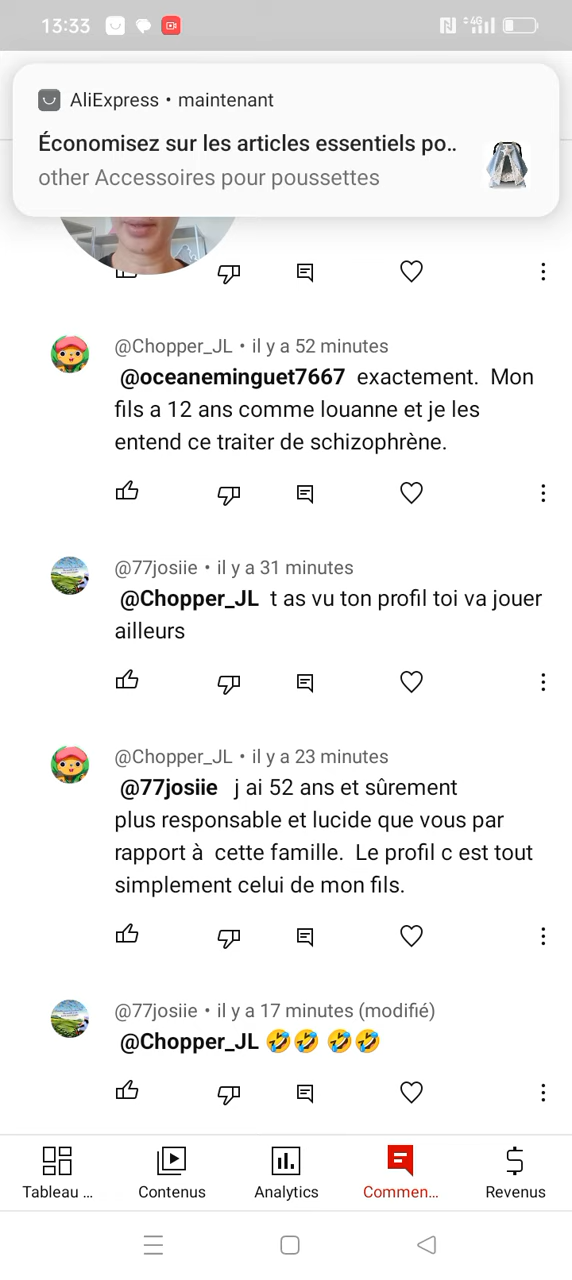 13:33
4G
AliExpress • maintenant
Économisez sur les articles essentiels po..
other Accessoires pour poussettes
@Chopper_JL • il y a 52 minutes
@oceaneminguet7667 exactement. Mon
fils a 12 ans comme louanne et je les
entend ce traiter de schizophrène.
@77josiie • il y a 31 minutes
@Chopper_JL t as vu ton profil toi va jouer
ailleurs
@Chopper_JL • il y a 23 minutes
@77josiie j ai 52 ans et sûrement
plus responsable et lucide que vous par
rapport à cette famille. Le profil c est tout
simplement celui de mon fils.
@77josiie • il y a 17 minutes (modifié)
@Chopper_JL 🤣🤣 🤣🤣
Tableau ... Contenus Analytics Commen... Revenus